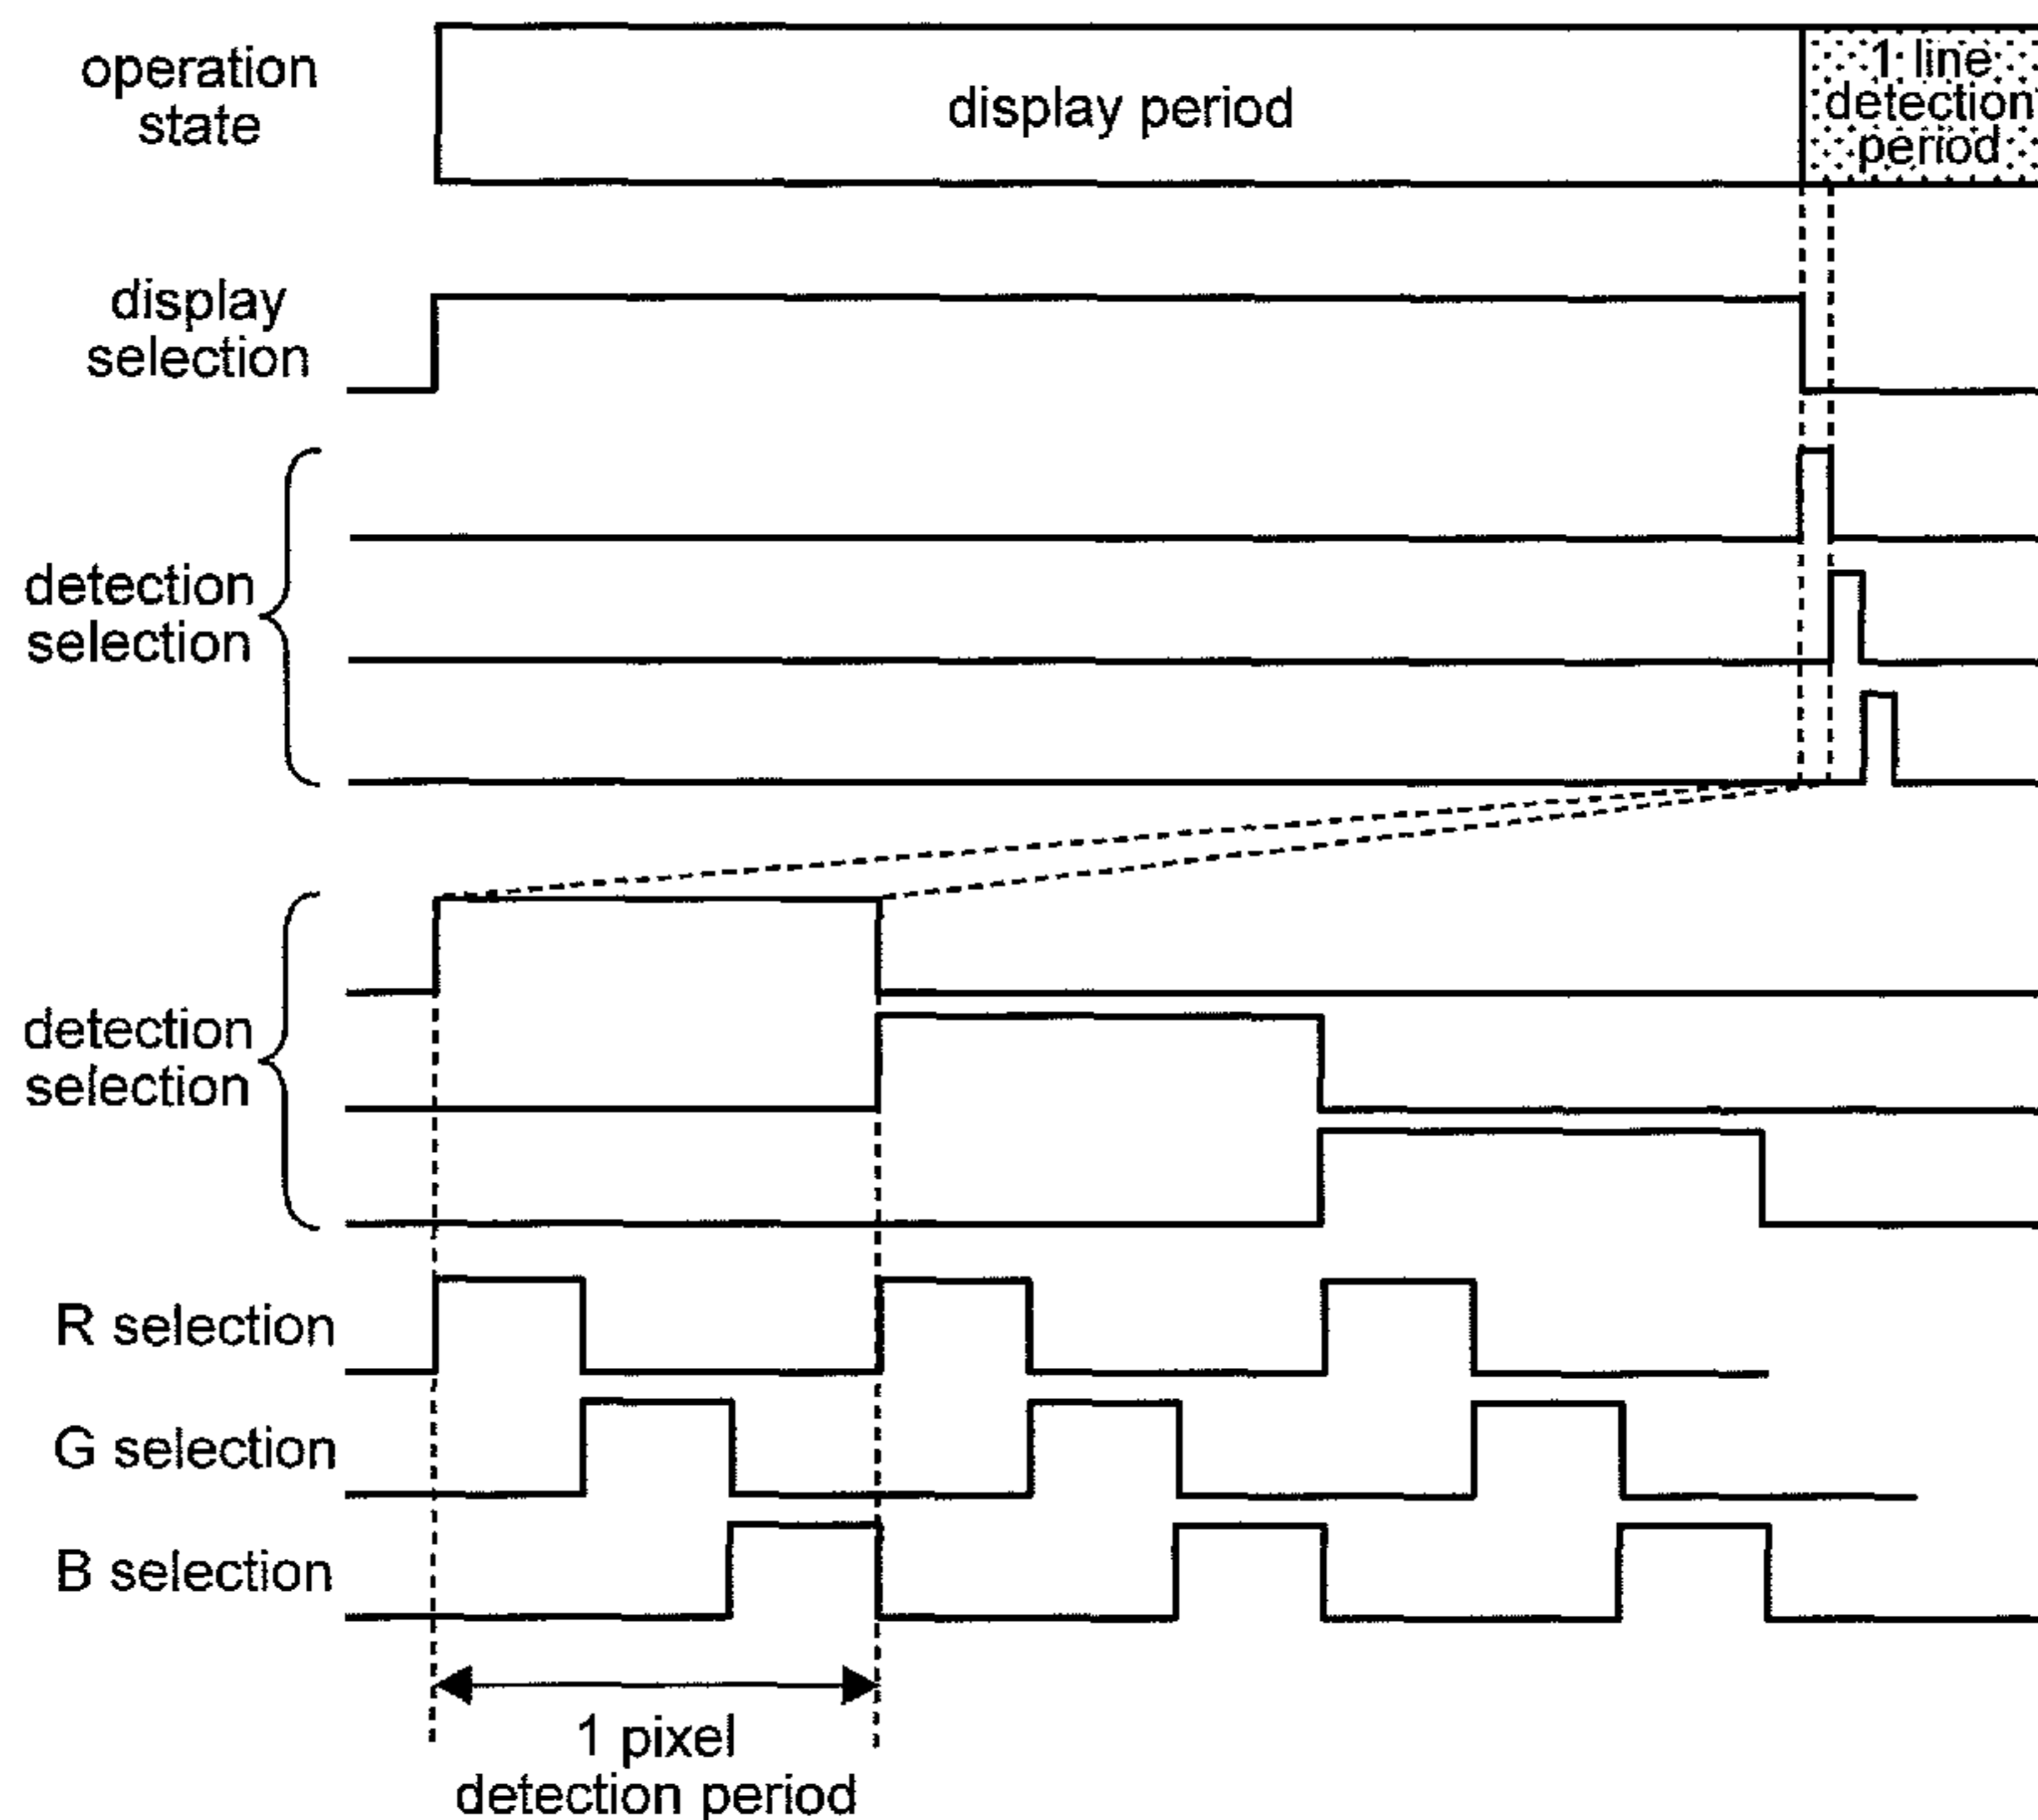 operation
state
display period
1 line
detection
period
display
selection
detection
selection
detection
selection
R selection
G selection
B selection
1 pixel
detection period